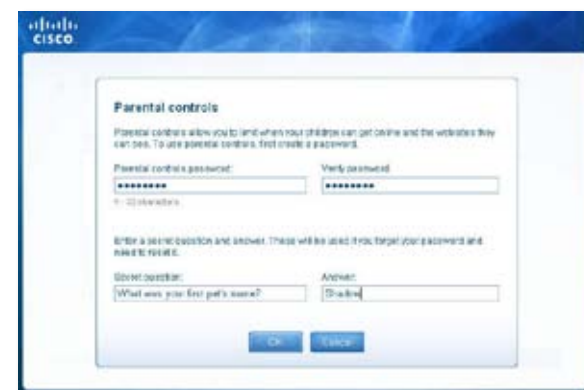 CISCO
Parental controls
Parental controls allow you to limit when your children can get online and the websites they
can see. To use parental controls, first create a password.
Parental controls password: Verify password:
•••••••• ••••••••
characters
Enter a secret question and answer. These will be used if you forget your password and
need to reset it.
Secret question: Answer:
What was your first pet's name? Shadow
OK Cancel